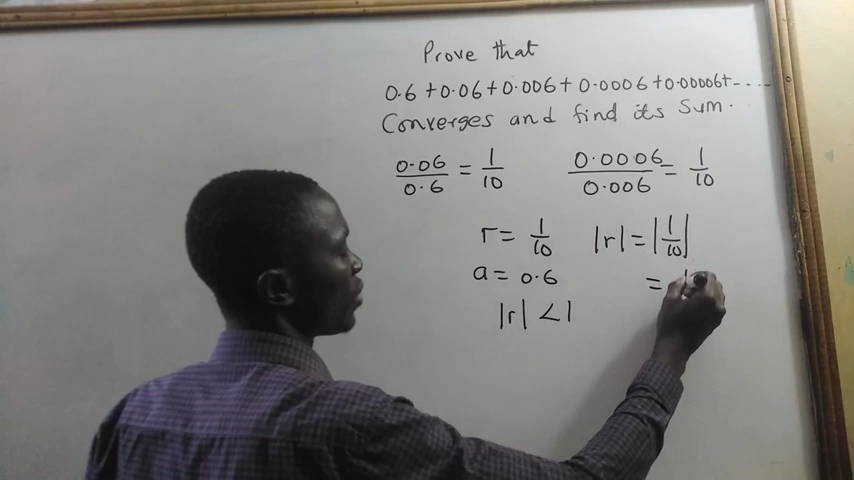 Prove that
0.6 + 0.06 + 0.006 + 0.0006 + 0.00006 + -....
Converges and find its Sum.
0.06/0.6 = 1/10 0.0006/0.006 = 1/10
r = 1/10 |r| = |1/10|
a = 0.6 =
|r| < 1